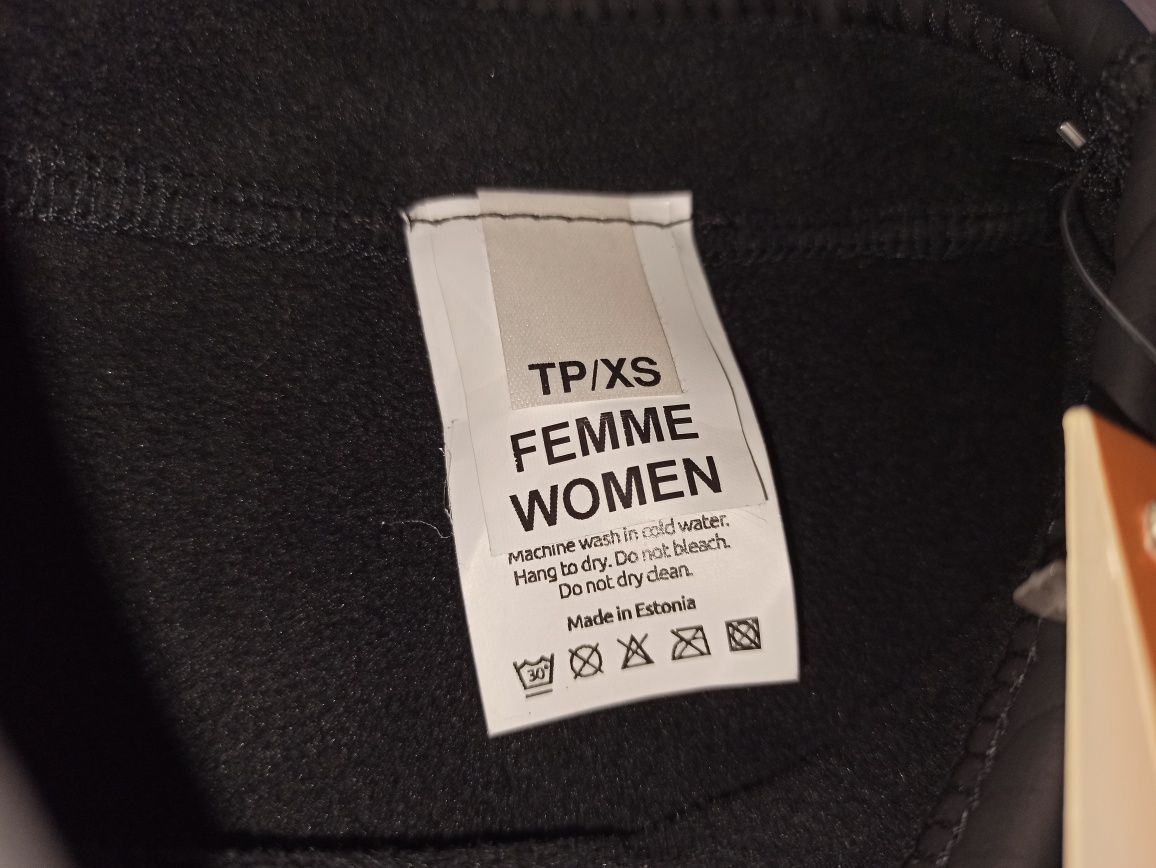 TP/XS
FEMME
WOMEN
Machine wash in cold water.
Hang to dry. Do not bleach.
Do not dry clean.
Made in Estonia
30°